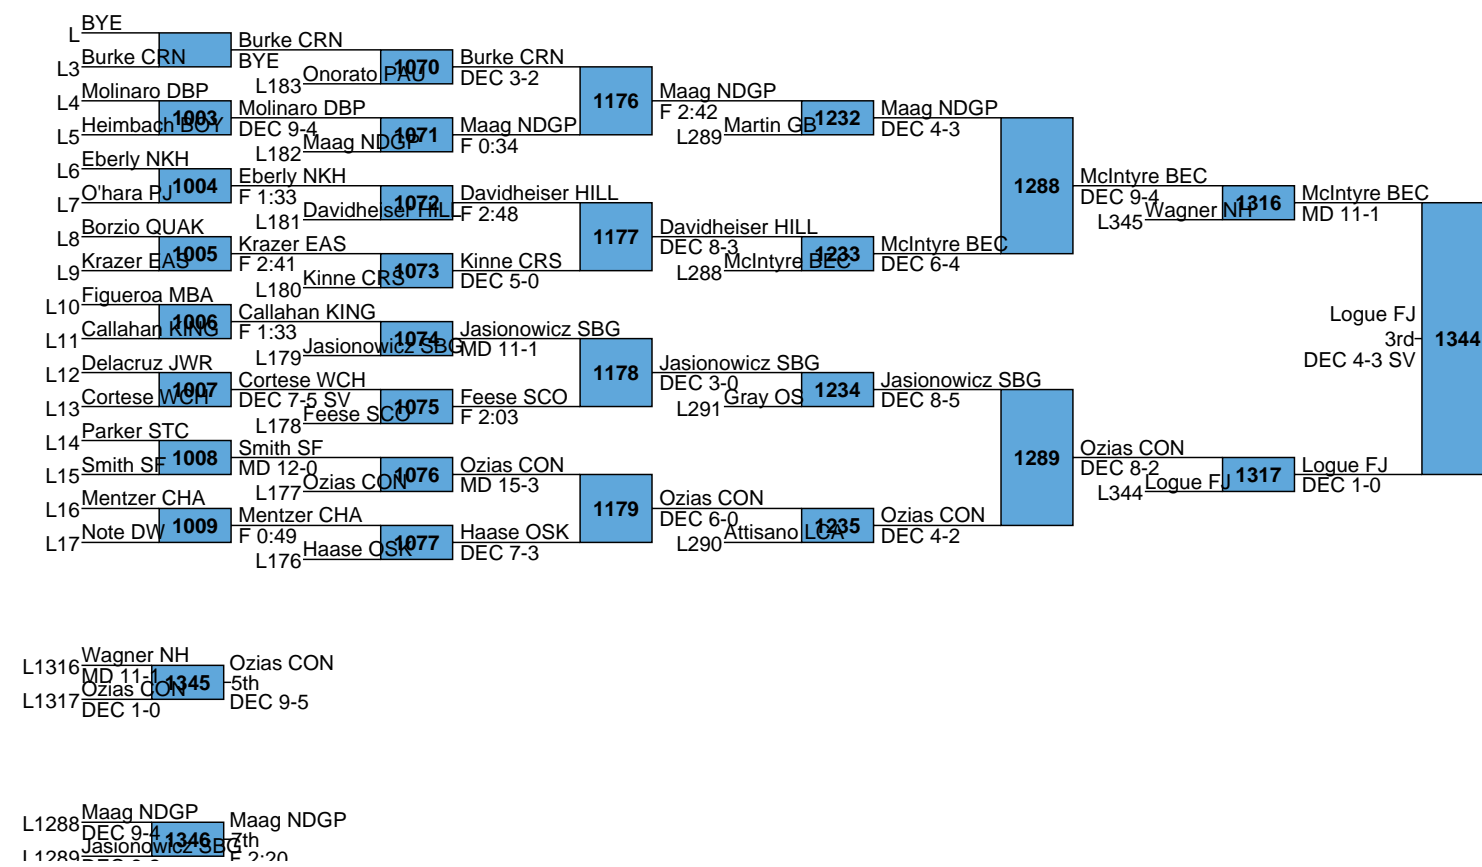 BYE
L
Burke CRN
L3
Burke CRN
BYE
Molinaro DBP
L4
1003
Heimbach BOY
L5
Molinaro DBP
DEC 9-4
Eberly NKH
L6
1004
O'hara PJ
L7
Eberly NKH
F 1:33
Borzio QUAK
L8
1005
Krazer EAS
L9
Krazer EAS
F 2:41
Figueroa MBA
L10
1006
Callahan KING
L11
Callahan KING
F 1:33
Delacruz JWR
L12
1007
Cortese WCH
L13
Cortese WCH
DEC 7-5 SV
Parker STC
L14
1008
Smith SF
L15
Smith SF
MD 12-0
Mentzer CHA
L16
1009
Note DW
L17
Mentzer CHA
F 0:49
1070
L183 Onorato PAU
Burke CRN
DEC 3-2
1071
L182 Maag NDGP
Maag NDGP
F 0:34
1072
L181 Davidheiser HILL
Davidheiser HILL
F 2:48
1073
L180 Kinne CRS
Kinne CRS
DEC 5-0
1074
L179 Jasionowicz SBG
Jasionowicz SBG
MD 11-1
1075
L178 Feese SCO
Feese SCO
F 2:03
1076
L177 Ozias CON
Ozias CON
MD 15-3
1077
L176 Haase OSK
Haase OSK
DEC 7-3
1176
Maag NDGP
F 2:42
1177
Davidheiser HILL
DEC 8-3
1178
Jasionowicz SBG
DEC 3-0
1179
Ozias CON
DEC 6-0
L289 Martin GB
1232
Maag NDGP
DEC 4-3
L288 McIntyre BEC
1233
McIntyre BEC
DEC 6-4
L291 Gray OS
1234
Jasionowicz SBG
DEC 8-5
L290 Attisano LCA
1235
Ozias CON
DEC 4-2
1288
McIntyre BEC
DEC 9-4
1289
Ozias CON
DEC 8-2
L345 Wagner NH
1316
McIntyre BEC
MD 11-1
L344 Logue FJ
1317
Logue FJ
DEC 1-0
Logue FJ
3rd
DEC 4-3 SV
1344
Wagner NH
L1316
MD 11-1
Ozias CON
L1317
DEC 1-0
1345
Ozias CON
5th
DEC 9-5
Maag NDGP
L1288
DEC 9-4
Jasionowicz SBG
L1289
1346
Maag NDGP
7th
F 2:20